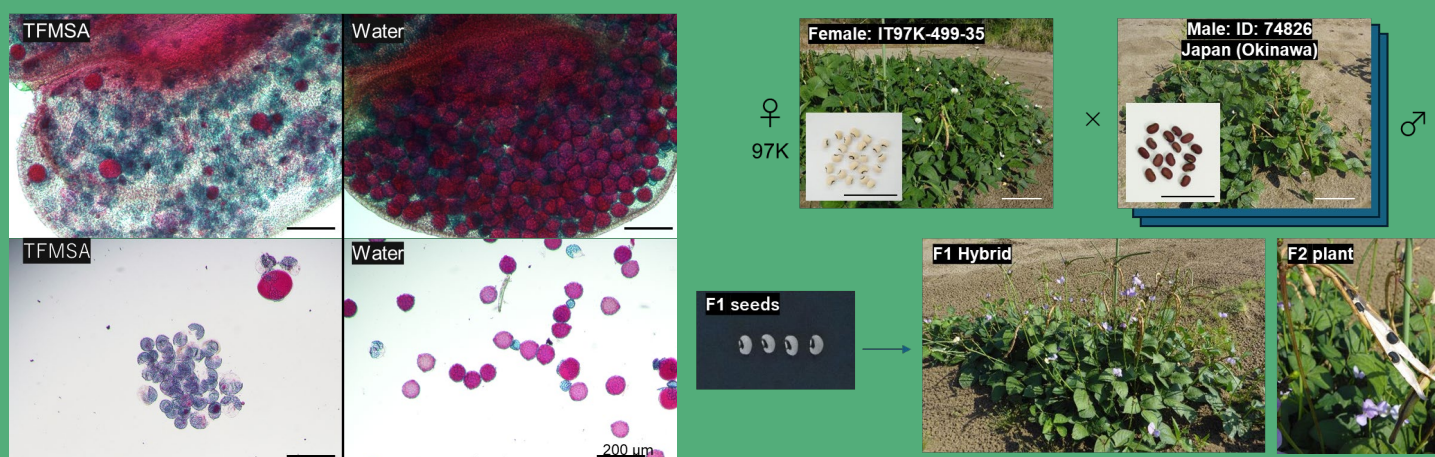 TFMSA
Water
TFMSA
Water
200 µm
Female: IT97K-499-35
♀
97K
×
Male: ID: 74826
Japan (Okinawa)
♂
F1 seeds
F1 Hybrid
F2 plant